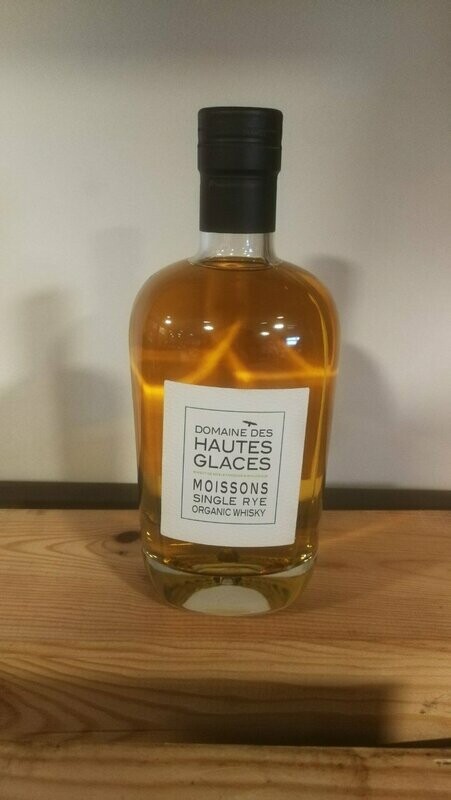 DOMAINE DES
HAUTES
GLACES
MOISSONS
SINGLE RYE
ORGANIC WHISKY